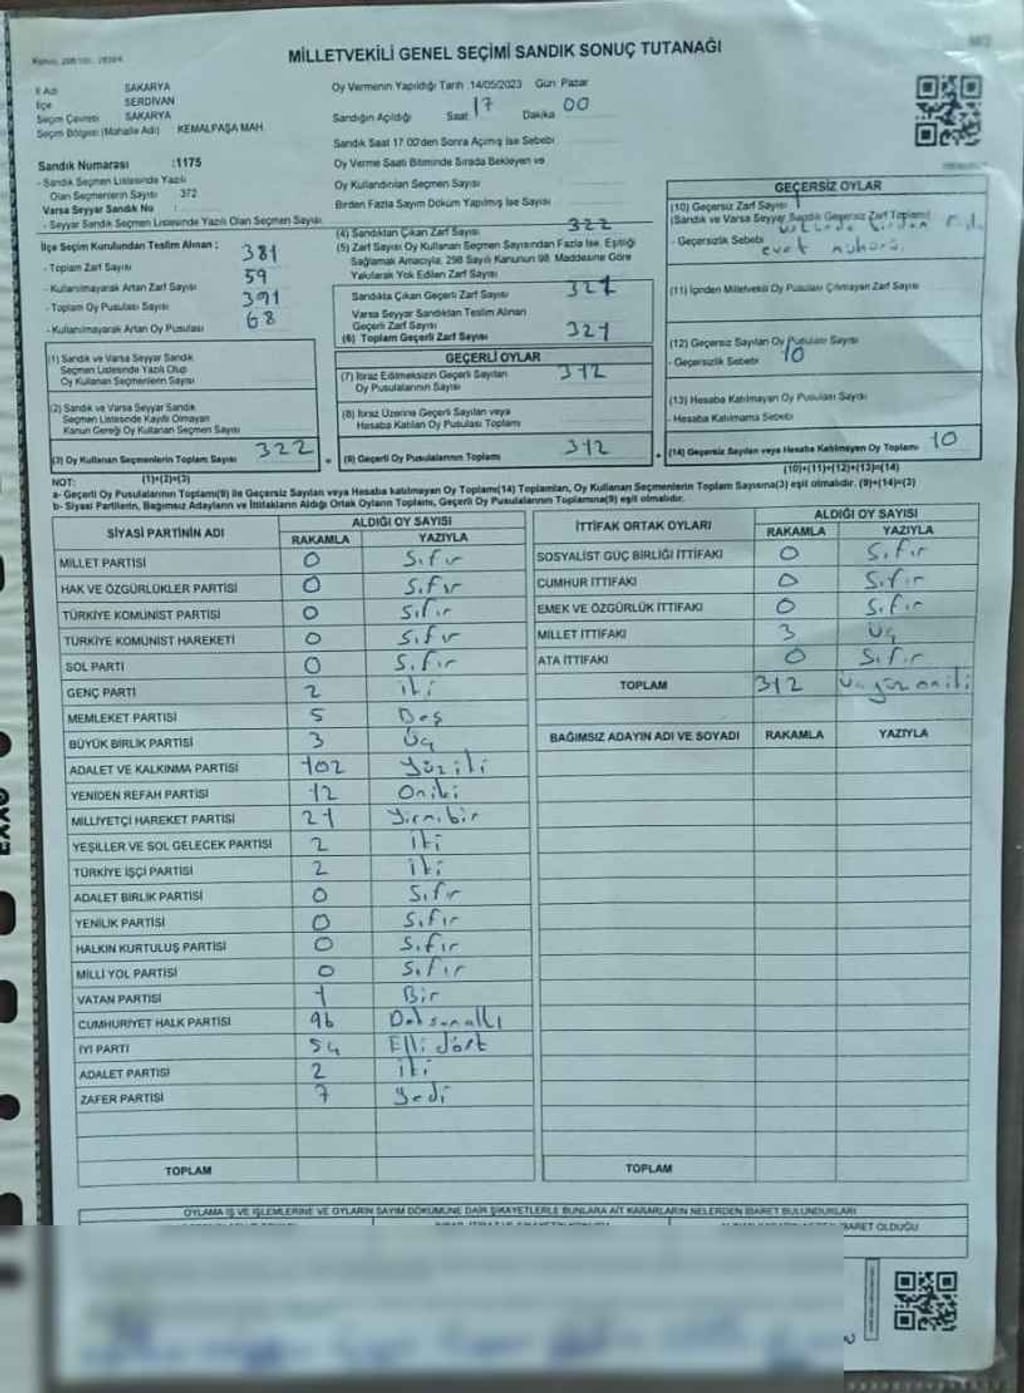 MİLLETVEKİLİ GENEL SEÇİMİ SANDIK SONUÇ TUTANAĞI
İl Adı SAKARYA
İlçe SERDİVAN
Seçim Çevresi SAKARYA
Seçim Bölgesi (Mahalle Adı) KEMALPAŞA MAH.
Oy Vermenin Yapıldığı Tarih 14/05/2023 Gün Pazar
Sandığın Açıldığı Saat 17 Dakika 00
Sandık Saat 17 00'den Sonra Açımış İse Sebebi
Oy Verme Saati Bitiminde Sırada Bekleyen ve
Oy Kullandırılan Seçmen Sayısı
Birden Fazla Sayım Döküm Yapılmış İse Sayısı
Sandık Numarası :1175
- Sandık Seçmen Listesinde Yazılı
Olan Seçmenlerin Sayısı 372
Varsa Seyyar Sandık No :
- Seyyar Sandık Seçmen Listesinde Yazılı Olan Seçmen Sayısı
İlçe Seçim Kurulundan Teslim Alınan :
- Toplam Zarf Sayısı 381
- Kullanılmayarak Artan Zarf Sayısı 59
- Toplam Oy Pusulası Sayısı 391
- Kullanılmayarak Artan Oy Pusulası 68
(1) Sandık ve Varsa Seyyar Sandık
Seçmen Listesinde Yazılı Olup
Oy Kullanan Seçmenlerin Sayısı
(2) Sandık ve Varsa Seyyar Sandık
Seçmen Listesinde Kayıtlı Olmayan
Kanun Gereği Oy Kullanan Seçmen Sayısı
(3) Oy Kullanan Seçmenlerin Toplam Sayısı 322
(1)+(2)=(3)
(4) Sandıktan Çıkan Zarf Sayısı 322
(5) Zarf Sayısı Oy Kullanan Seçmen Sayısından Fazla İse, Eşitliği
Sağlamak Amacıyla, 298 Sayılı Kanunun 98. Maddesine Göre
Yakılarak Yok Edilen Zarf Sayısı
Sandıkta Çıkan Geçerli Zarf Sayısı 321
Varsa Seyyar Sandıktan Teslim Alınan
Geçerli Zarf Sayısı
(6) Toplam Geçerli Zarf Sayısı 321
GEÇERLİ OYLAR
(7) İtiraz Edilmeksizin Geçerli Sayılan
Oy Pusulalarının Sayısı 312
(8) İtiraz Üzerine Geçerli Sayılan veya
Hesaba Katılan Oy Pusulası Toplamı
(9) Geçerli Oy Pusulalarının Toplamı 312
GEÇERSİZ OYLAR
(10) Geçersiz Zarf Sayısı 1
(Sandık ve Varsa Seyyar Sandık Geçersiz Zarf Toplamı)
- Geçersizlik Sebebi evet mührü.
(11) İçinden Milletvekili Oy Pusulası Çıkmayan Zarf Sayısı
(12) Geçersiz Sayılan Oy Pusulası Sayısı
- Geçersizlik Sebebi 10
(13) Hesaba Katılmayan Oy Pusulası Sayısı
- Hesaba Katılmama Sebebi
(14) Geçersiz Sayılan veya Hesaba Katılmayan Oy Toplamı 10
(10)+(11)+(12)+(13)=(14)
NOT:
a- Geçerli Oy Pusulalarının Toplamı(9) ile Geçersiz Sayılan veya Hesaba katılmayan Oy Toplamı(14) Toplamları, Oy Kullanan Seçmenlerin Toplam Sayısına(3) eşit olmalıdır. (9)+(14)=(3)
b- Siyasi Partilerin, Bağımsız Adayların ve İttifakların Aldığı Ortak Oyların Toplamı, Geçerli Oy Pusulalarının Toplamına(9) eşit olmalıdır.
SİYASİ PARTİNİN ADI ALDIĞI OY SAYISI
RAKAMLA YAZIYLA
MİLLET PARTİSİ 0 Sıfır
HAK VE ÖZGÜRLÜKLER PARTİSİ 0 Sıfır
TÜRKİYE KOMÜNİST PARTİSİ 0 Sıfır
TÜRKİYE KOMÜNİST HAREKETİ 0 Sıfır
SOL PARTİ 0 Sıfır
GENÇ PARTİ 2 iki
MEMLEKET PARTİSİ 5 Beş
BÜYÜK BİRLİK PARTİSİ 3 Üç
ADALET VE KALKINMA PARTİSİ 102 Yüziki
YENİDEN REFAH PARTİSİ 12 Oniki
MİLLİYETÇİ HAREKET PARTİSİ 21 Yirmibir
YEŞİLLER VE SOL GELECEK PARTİSİ 2 iki
TÜRKİYE İŞÇİ PARTİSİ 2 iki
ADALET BİRLİK PARTİSİ 0 Sıfır
YENİLİK PARTİSİ 0 Sıfır
HALKIN KURTULUŞ PARTİSİ 0 Sıfır
MİLLİ YOL PARTİSİ 0 Sıfır
VATAN PARTİSİ 1 Bir
CUMHURİYET HALK PARTİSİ 96 Doksanaltı
İYİ PARTİ 54 Elli dört
ADALET PARTİSİ 2 iki
ZAFER PARTİSİ 7 Yedi
TOPLAM
İTTİFAK ORTAK OYLARI ALDIĞI OY SAYISI
RAKAMLA YAZIYLA
SOSYALİST GÜÇ BİRLİĞİ İTTİFAKI 0 Sıfır
CUMHUR İTTİFAKI 0 Sıfır
EMEK VE ÖZGÜRLÜK İTTİFAKI 0 Sıfır
MİLLET İTTİFAKI 3 Üç
ATA İTTİFAKI 0 Sıfır
TOPLAM 312 Üçyüzoniki
BAĞIMSIZ ADAYIN ADI VE SOYADI RAKAMLA YAZIYLA
TOPLAM
OYLAMA İŞ VE İŞLEMLERİNE VE OYLARIN SAYIM DÖKÜMÜNE DAİR ŞİKAYETLERLE BUNLARA AİT KARARLARIN NELERDEN İBARET BULUNDUKLARI